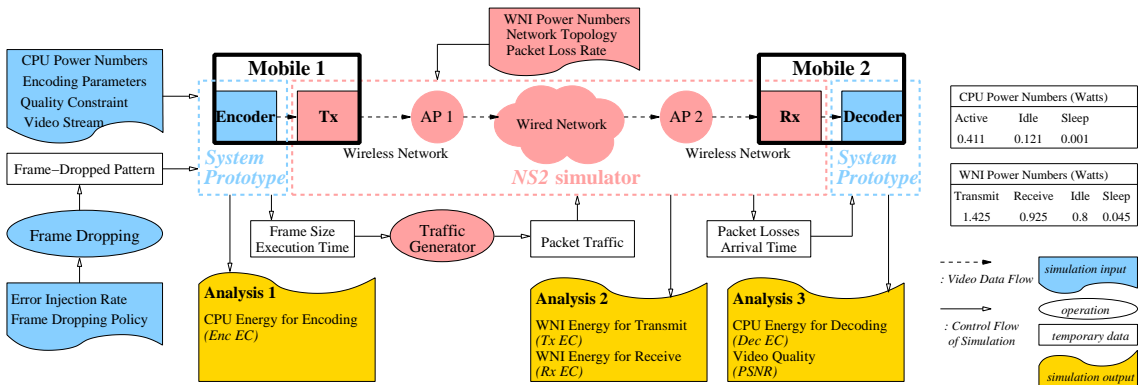 CPU Power Numbers
Encoding Parameters
Quality Constraint
Video Stream
Frame-Dropped Pattern
Frame Dropping
Error Injection Rate
Frame Dropping Policy
Mobile 1
Encoder
Tx
System
Prototype
WNI Power Numbers
Network Topology
Packet Loss Rate
AP 1
Wired Network
AP 2
Wireless Network
Wireless Network
NS2 simulator
Mobile 2
Rx
Decoder
System
Prototype
Frame Size
Execution Time
Traffic
Generator
Packet Traffic
Packet Losses
Arrival Time
Analysis 1
CPU Energy for Encoding
(Enc EC)
Analysis 2
WNI Energy for Transmit
(Tx EC)
WNI Energy for Receive
(Rx EC)
Analysis 3
CPU Energy for Decoding
(Dec EC)
Video Quality
(PSNR)
CPU Power Numbers (Watts)
Active Idle Sleep
0.411 0.121 0.001
WNI Power Numbers (Watts)
Transmit Receive Idle Sleep
1.425 0.925 0.8 0.045
: Video Data Flow
: Control Flow
of Simulation
simulation input
operation
temporary data
simulation output